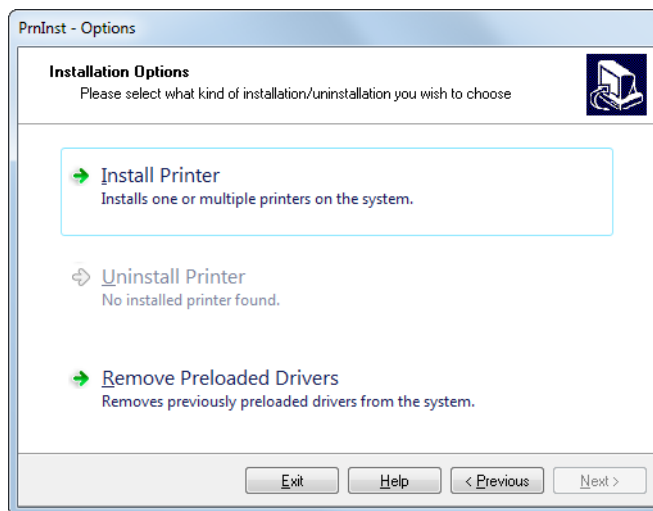 PrnInst - Options
Installation Options
Please select what kind of installation/uninstallation you wish to choose
Install Printer
Installs one or multiple printers on the system.
Uninstall Printer
No installed printer found.
Remove Preloaded Drivers
Removes previously preloaded drivers from the system.
Exit Help < Previous Next >